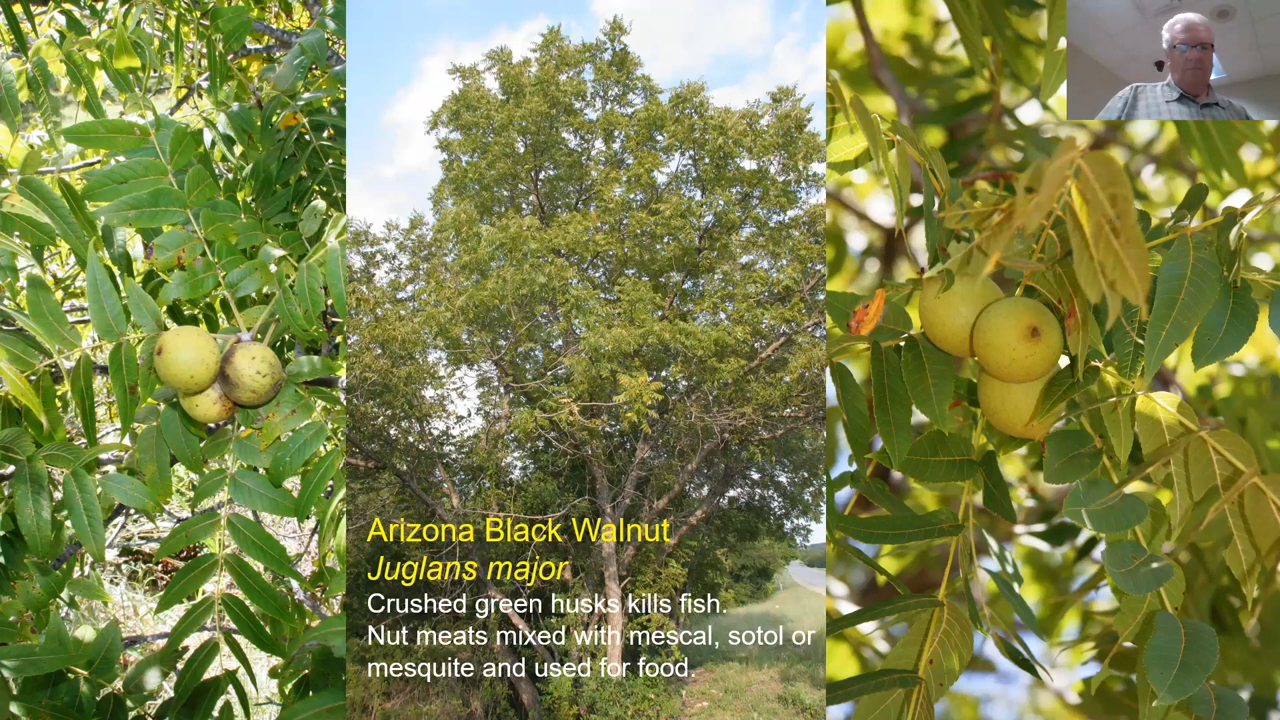 Arizona Black Walnut
Juglans major
Crushed green husks kills fish.
Nut meats mixed with mescal, sotol or
mesquite and used for food.